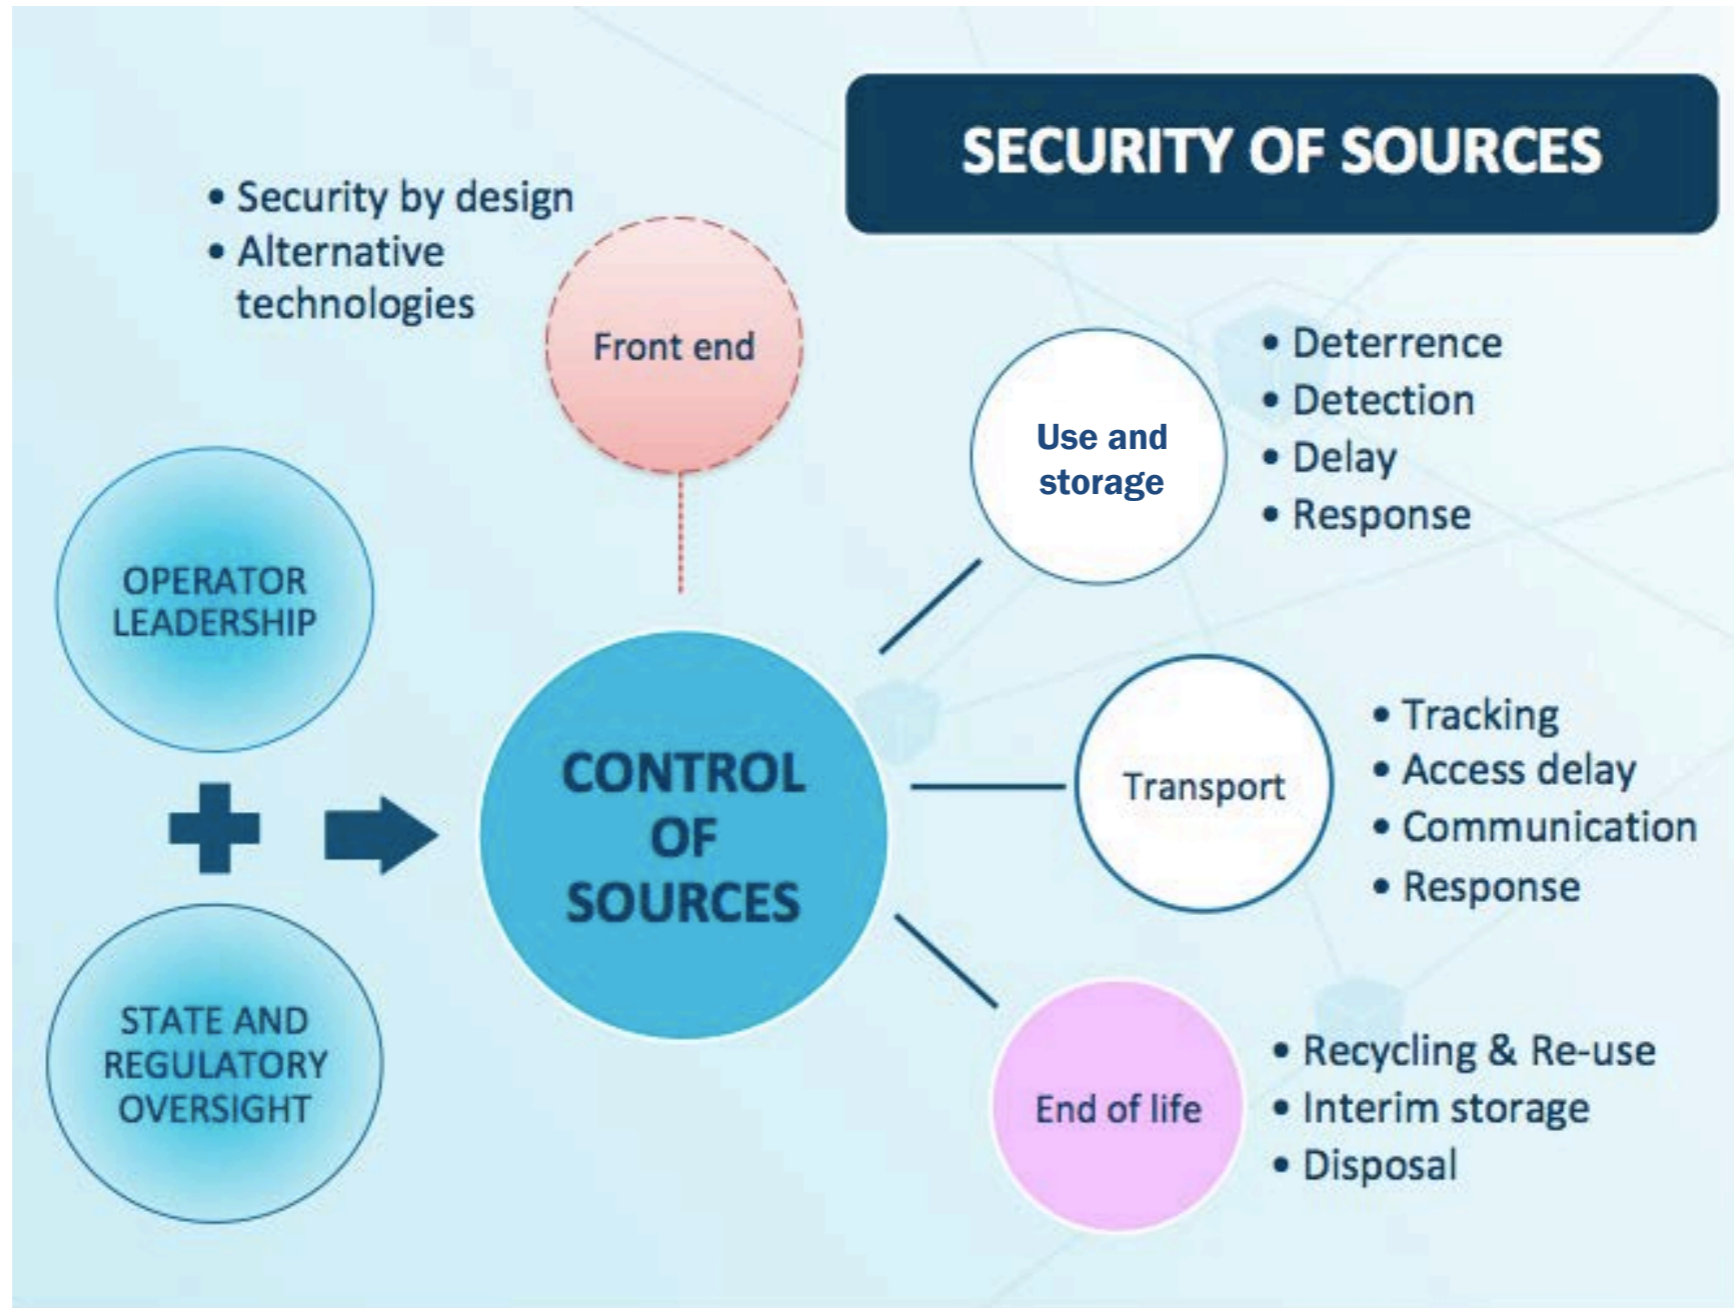 SECURITY OF SOURCES
• Security by design
• Alternative
technologies
Front end
Use and
storage
• Deterrence
• Detection
• Delay
• Response
OPERATOR
LEADERSHIP
STATE AND
REGULATORY
OVERSIGHT
CONTROL
OF
SOURCES
Transport
• Tracking
• Access delay
• Communication
• Response
End of life
• Recycling & Re-use
• Interim storage
• Disposal